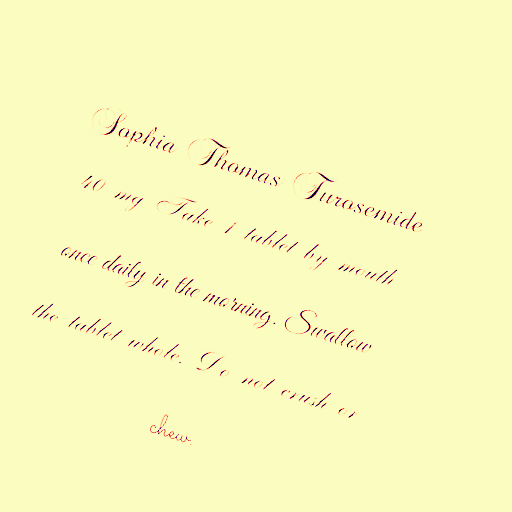 Sophia Thomas Furosemide
40 mg Take 1 tablet by mouth
once daily in the morning. Swallow
the tablet whole. Do not crush or
chew.